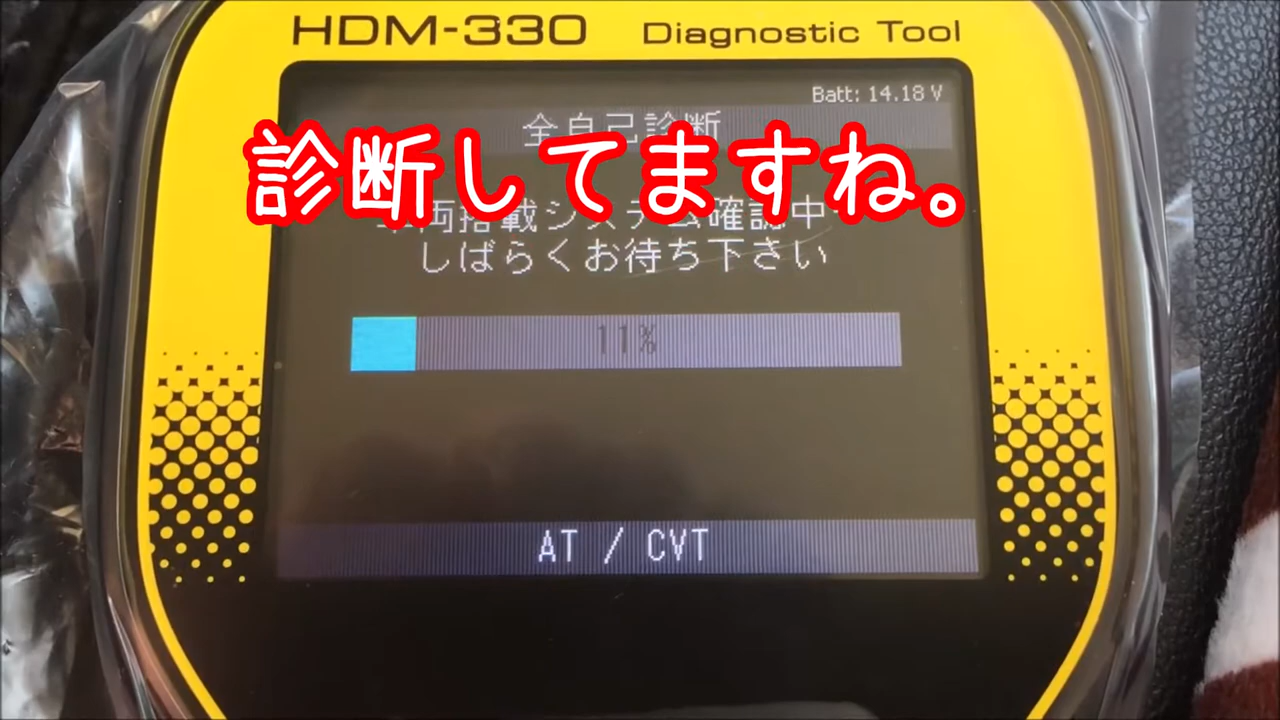 HDM-330 Diagnostic Tool
Batt: 14.18 V
全自己診断
診断してますね。
車両搭載システム確認中
しばらくお待ち下さい
11%
AT / CVT